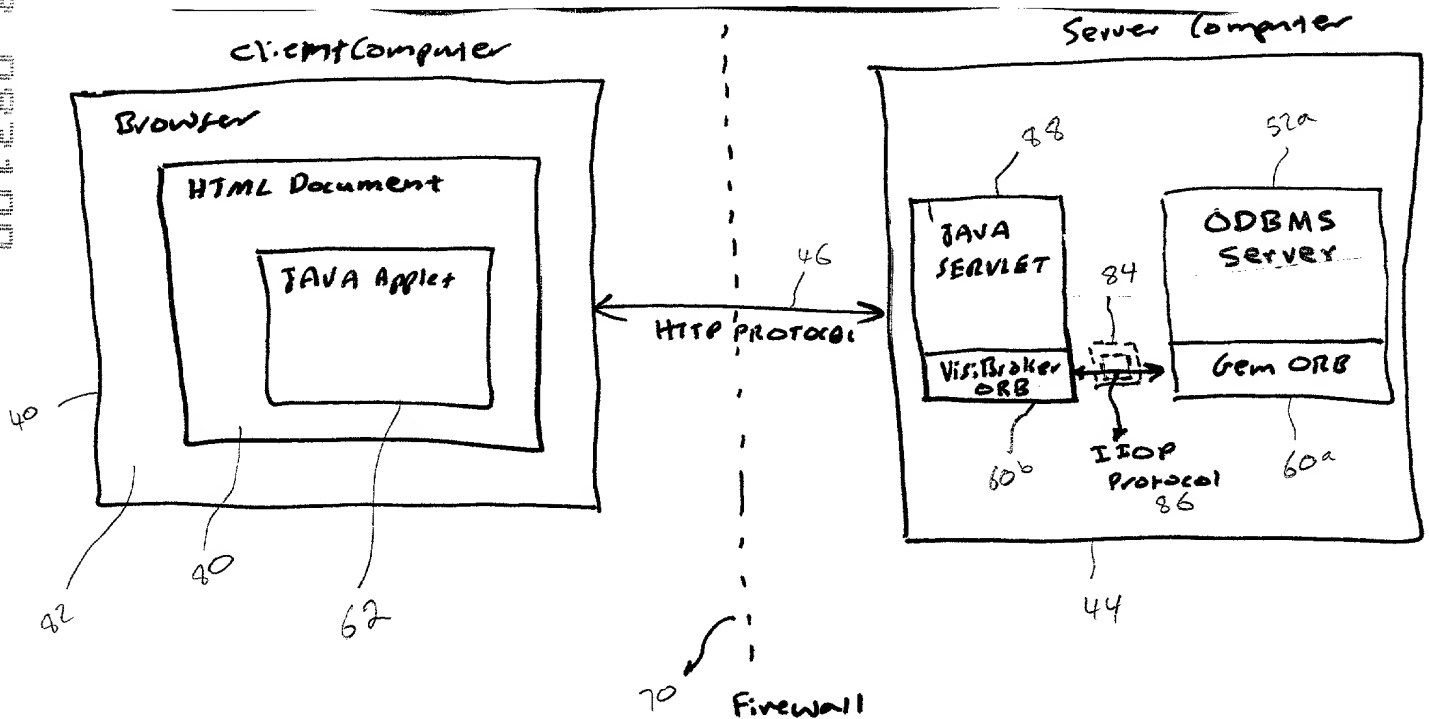 Client Computer
Server Computer
Browser
HTML Document
JAVA Applet
88
52a
JAVA
SERVLET
ODBMS
Server
46
84
HTTP PROTOCOL
VisiBroker
ORB
Gem ORB
40
IIOP
Protocol
86
60b
60a
82
80
62
44
70
Firewall